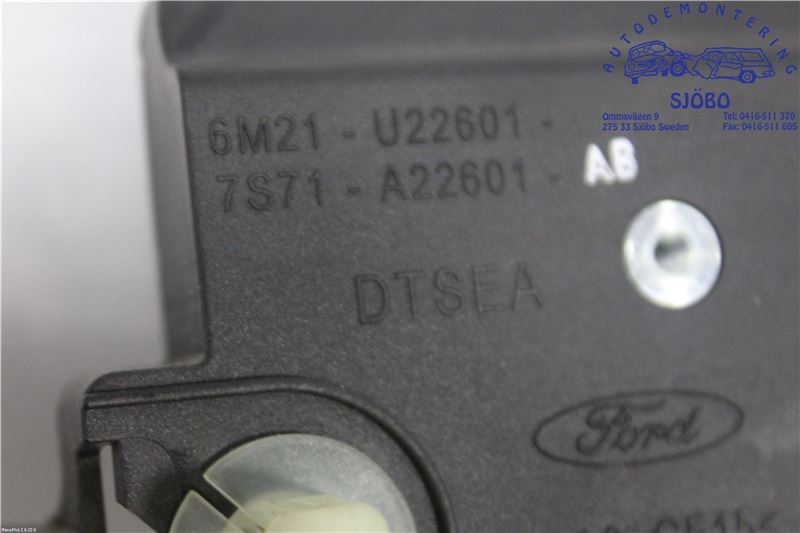 AUTODEMONTERING
SJÖBO
Ommavägen 9
275 33 Sjöbo Sweden
Tel: 0416-511 370
Fax: 0416-511 605
6M21 - U22601 -
7S71 - A22601 - AB
DTSEA
Ford